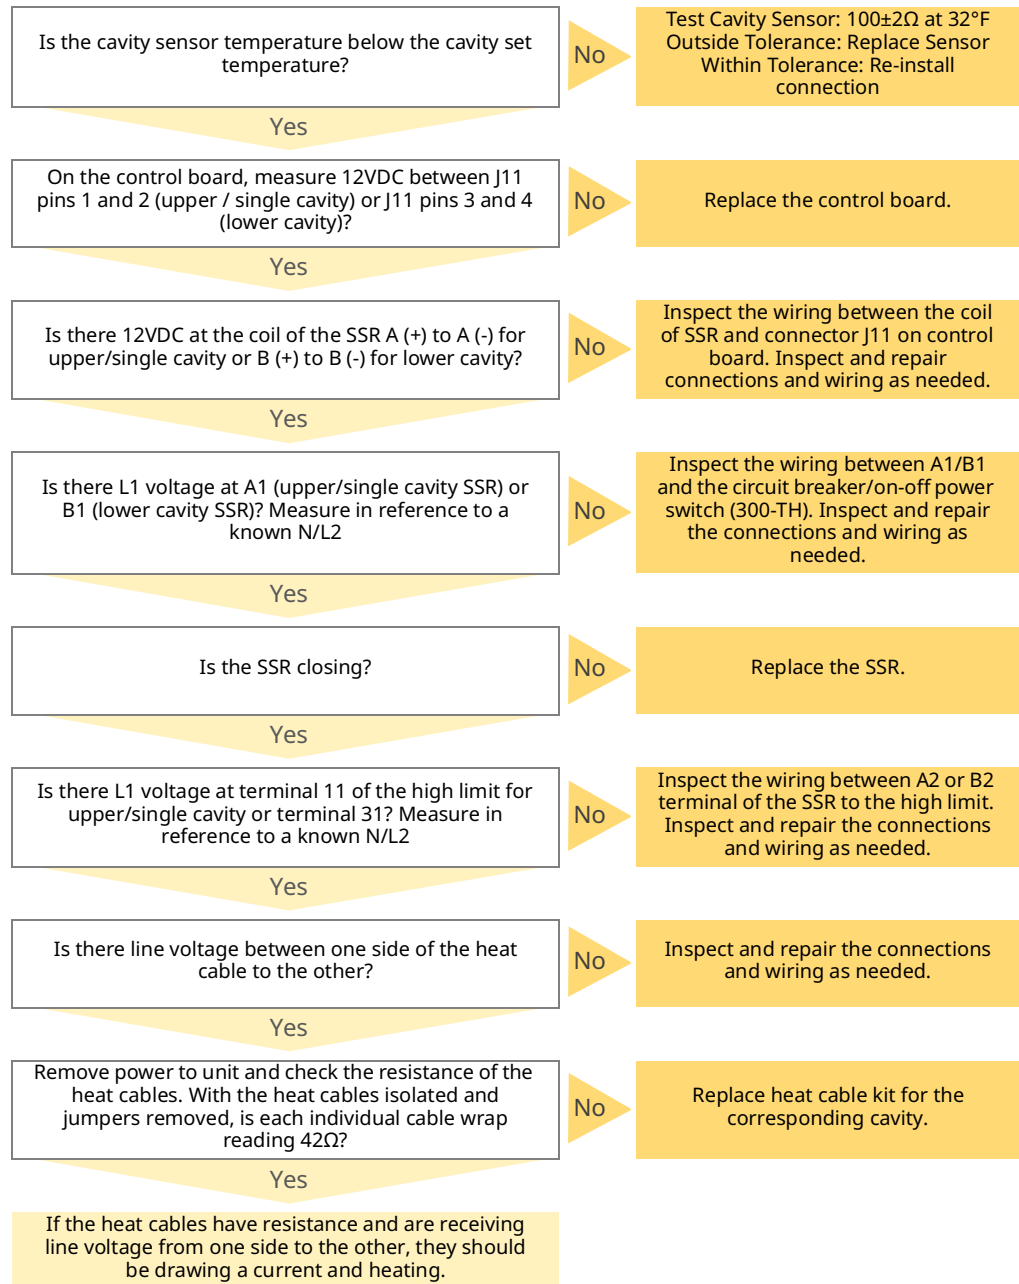 Is the cavity sensor temperature below the cavity set
temperature?
No
Test Cavity Sensor: 100±2Ω at 32°F
Outside Tolerance: Replace Sensor
Within Tolerance: Re-install
connection
Yes
On the control board, measure 12VDC between J11
pins 1 and 2 (upper / single cavity) or J11 pins 3 and 4
(lower cavity)?
No
Replace the control board.
Yes
Is there 12VDC at the coil of the SSR A (+) to A (-) for
upper/single cavity or B (+) to B (-) for lower cavity?
No
Inspect the wiring between the coil
of SSR and connector J11 on control
board. Inspect and repair
connections and wiring as needed.
Yes
Is there L1 voltage at A1 (upper/single cavity SSR) or
B1 (lower cavity SSR)? Measure in reference to a
known N/L2
No
Inspect the wiring between A1/B1
and the circuit breaker/on-off power
switch (300-TH). Inspect and repair
the connections and wiring as
needed.
Yes
Is the SSR closing?
No
Replace the SSR.
Yes
Is there L1 voltage at terminal 11 of the high limit for
upper/single cavity or terminal 31? Measure in
reference to a known N/L2
No
Inspect the wiring between A2 or B2
terminal of the SSR to the high limit.
Inspect and repair the connections
and wiring as needed.
Yes
Is there line voltage between one side of the heat
cable to the other?
No
Inspect and repair the connections
and wiring as needed.
Yes
Remove power to unit and check the resistance of the
heat cables. With the heat cables isolated and
jumpers removed, is each individual cable wrap
reading 42Ω?
No
Replace heat cable kit for the
corresponding cavity.
Yes
If the heat cables have resistance and are receiving
line voltage from one side to the other, they should
be drawing a current and heating.